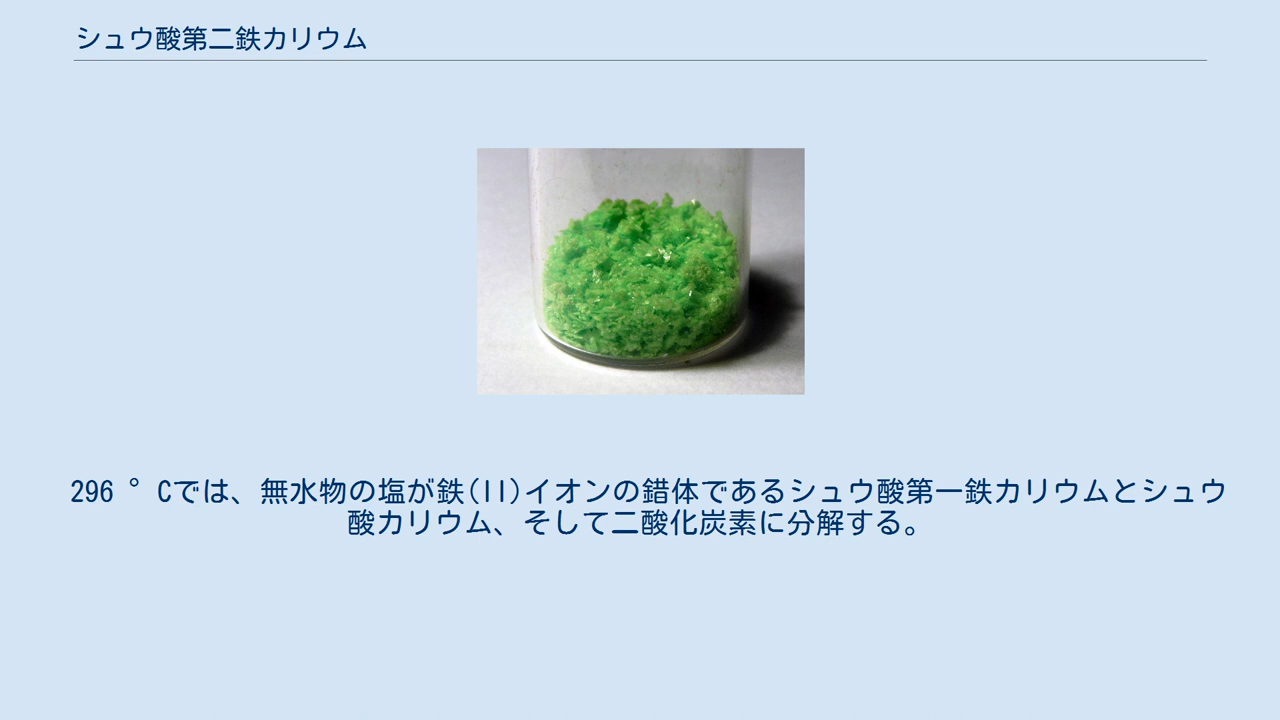 シュウ酸第二鉄カリウム
296 °Cでは、無水物の塩が鉄(II)イオンの錯体であるシュウ酸第一鉄カリウムとシュウ
酸カリウム、そして二酸化炭素に分解する。